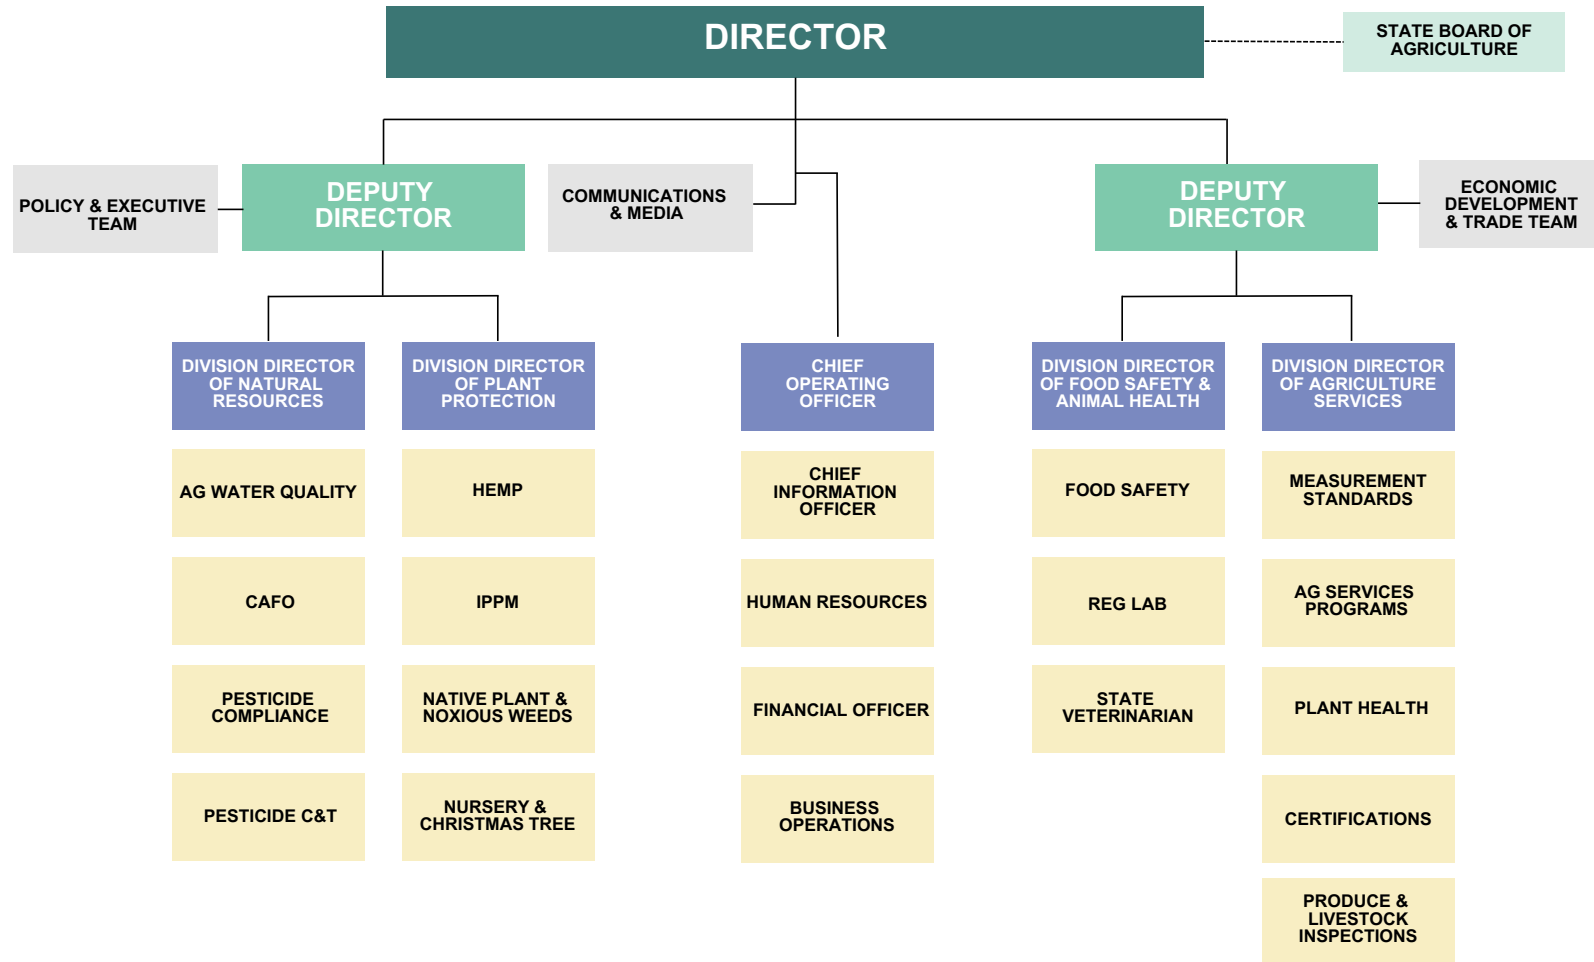 DIRECTOR
STATE BOARD OF
AGRICULTURE
POLICY & EXECUTIVE
TEAM
DEPUTY
DIRECTOR
COMMUNICATIONS
& MEDIA
DEPUTY
DIRECTOR
ECONOMIC
DEVELOPMENT
& TRADE TEAM
DIVISION DIRECTOR
OF NATURAL
RESOURCES
DIVISION DIRECTOR
OF PLANT
PROTECTION
CHIEF
OPERATING
OFFICER
DIVISION DIRECTOR
OF FOOD SAFETY &
ANIMAL HEALTH
DIVISION DIRECTOR
OF AGRICULTURE
SERVICES
AG WATER QUALITY
HEMP
CHIEF
INFORMATION
OFFICER
FOOD SAFETY
MEASUREMENT
STANDARDS
CAFO
IPPM
HUMAN RESOURCES
REG LAB
AG SERVICES
PROGRAMS
PESTICIDE
COMPLIANCE
NATIVE PLANT &
NOXIOUS WEEDS
FINANCIAL OFFICER
STATE
VETERINARIAN
PLANT HEALTH
PESTICIDE C&T
NURSERY &
CHRISTMAS TREE
BUSINESS
OPERATIONS
CERTIFICATIONS
PRODUCE &
LIVESTOCK
INSPECTIONS